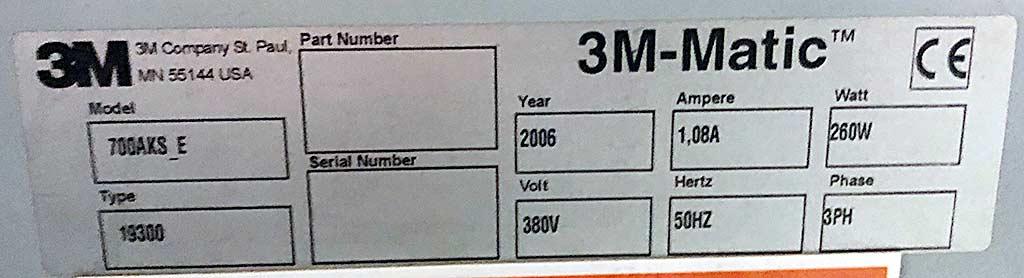 3M
3M Company St. Paul,
MN 55144 USA
Part Number
3M-Matic™
CE
Model
700AKS_E
Type
19300
Serial Number
Year
2006
Ampere
1,08A
Watt
260W
Volt
380V
Hertz
50HZ
Phase
3PH